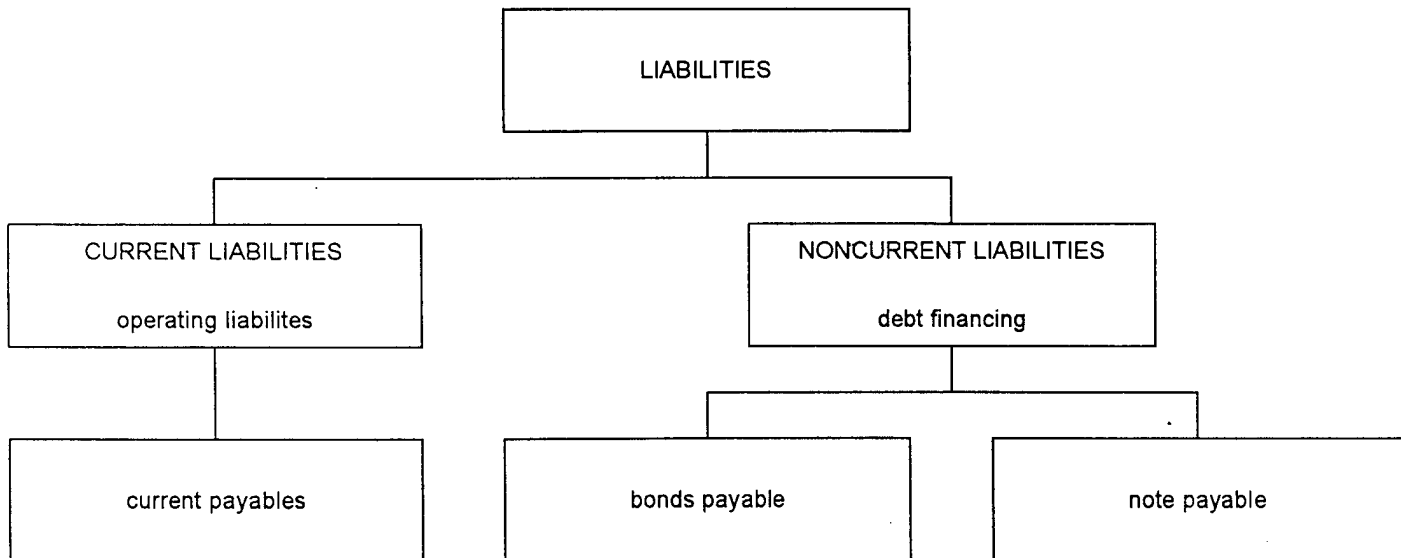 LIABILITIES
CURRENT LIABILITIES
operating liabilites
NONCURRENT LIABILITIES
debt financing
current payables
bonds payable
note payable